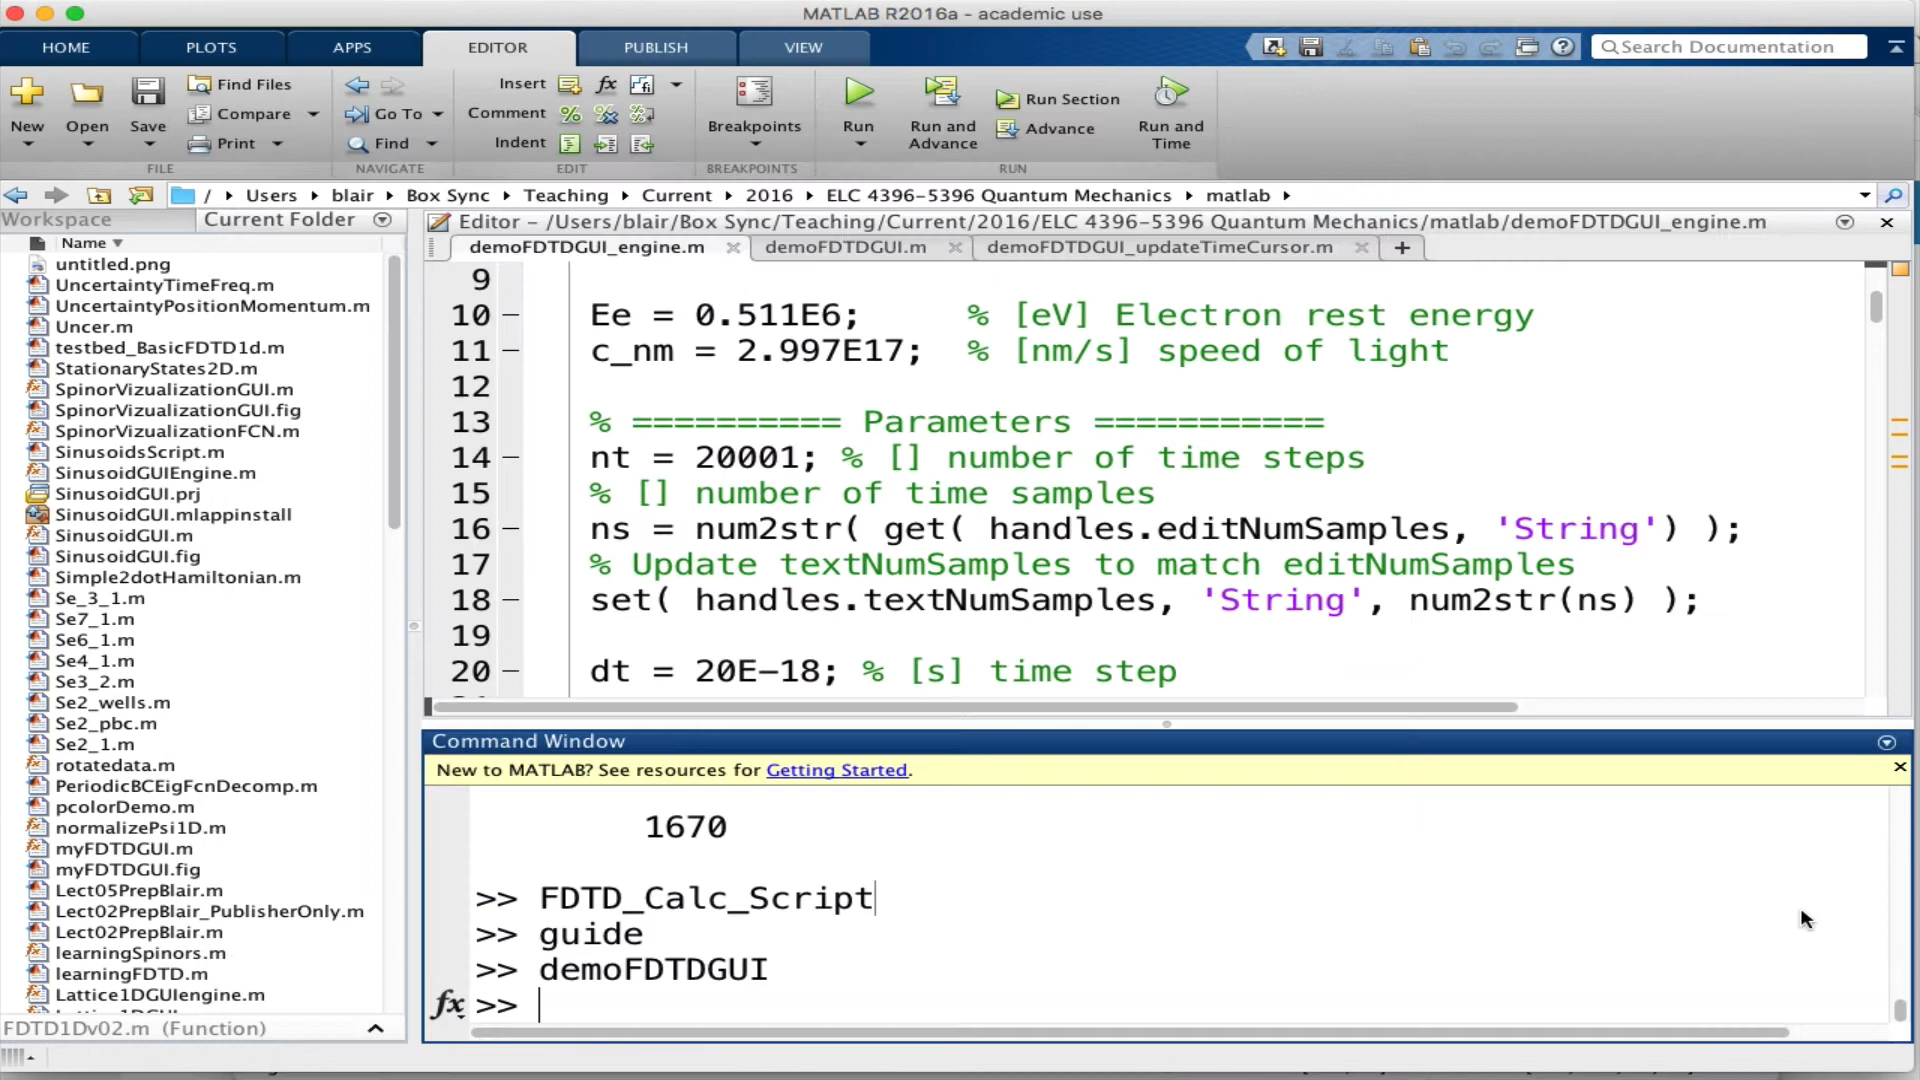 MATLAB R2016a - academic use
HOME PLOTS APPS EDITOR PUBLISH VIEW Search Documentation
New Open Save Find Files Compare Print Go To Find Insert fx Comment Indent Breakpoints Run Run and Advance Run Section Advance Run and Time
FILE NAVIGATE EDIT BREAKPOINTS RUN
/ Users blair Box Sync Teaching Current 2016 ELC 4396-5396 Quantum Mechanics matlab
Workspace Current Folder
Name
untitled.png
UncertaintyTimeFreq.m
UncertaintyPositionMomentum.m
Uncer.m
testbed_BasicFDTD1d.m
StationaryStates2D.m
SpinorVizualizationGUI.m
SpinorVizualizationGUI.fig
SpinorVizualizationFCN.m
SinusoidsScript.m
SinusoidGUIEngine.m
SinusoidGUI.prj
SinusoidGUI.mlappinstall
SinusoidGUI.m
SinusoidGUI.fig
Simple2dotHamiltonian.m
Se_3_1.m
Se7_1.m
Se6_1.m
Se4_1.m
Se3_2.m
Se2_wells.m
Se2_pbc.m
Se2_1.m
rotatedata.m
PeriodicBCEigFcnDecomp.m
pcolorDemo.m
normalizePsi1D.m
myFDTDGUI.m
myFDTDGUI.fig
Lect05PrepBlair.m
Lect02PrepBlair_PublisherOnly.m
Lect02PrepBlair.m
learningSpinors.m
learningFDTD.m
Lattice1DGUIengine.m
FDTD1Dv02.m (Function)
Editor - /Users/blair/Box Sync/Teaching/Current/2016/ELC 4396-5396 Quantum Mechanics/matlab/demoFDTDGUI_engine.m
demoFDTDGUI_engine.m demoFDTDGUI.m demoFDTDGUI_updateTimeCursor.m +
9
10 – Ee = 0.511E6; % [eV] Electron rest energy
11 – c_nm = 2.997E17; % [nm/s] speed of light
12
13 % ========== Parameters ===========
14 – nt = 20001; % [] number of time steps
15 % [] number of time samples
16 – ns = num2str( get( handles.editNumSamples, 'String') );
17 % Update textNumSamples to match editNumSamples
18 – set( handles.textNumSamples, 'String', num2str(ns) );
19
20 – dt = 20E-18; % [s] time step
Command Window
New to MATLAB? See resources for Getting Started.
1670
>> FDTD_Calc_Script
>> guide
>> demoFDTDGUI
fx >>